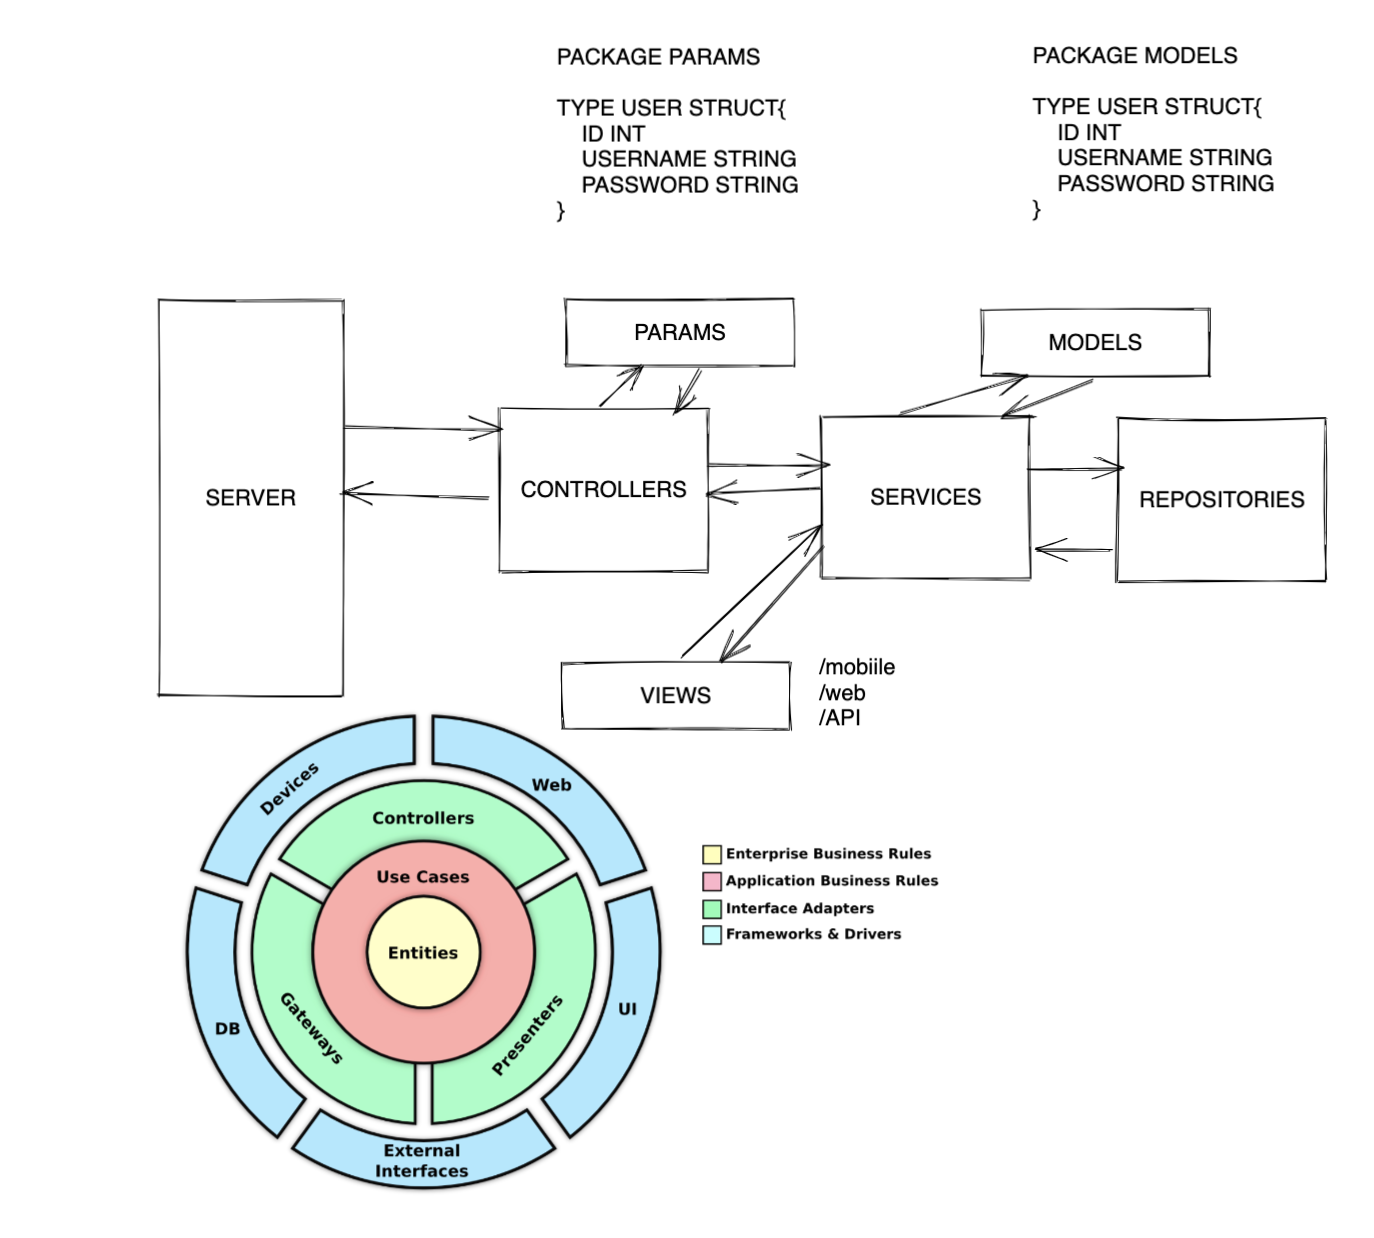 PACKAGE PARAMS
TYPE USER STRUCT{
ID INT
USERNAME STRING
PASSWORD STRING
}
PACKAGE MODELS
TYPE USER STRUCT{
ID INT
USERNAME STRING
PASSWORD STRING
}
SERVER
PARAMS
CONTROLLERS
MODELS
SERVICES
REPOSITORIES
VIEWS
/mobiile
/web
/API
Devices
Web
Controllers
Use Cases
Entities
Gateways
Presenters
DB
UI
External
Interfaces
Enterprise Business Rules
Application Business Rules
Interface Adapters
Frameworks & Drivers